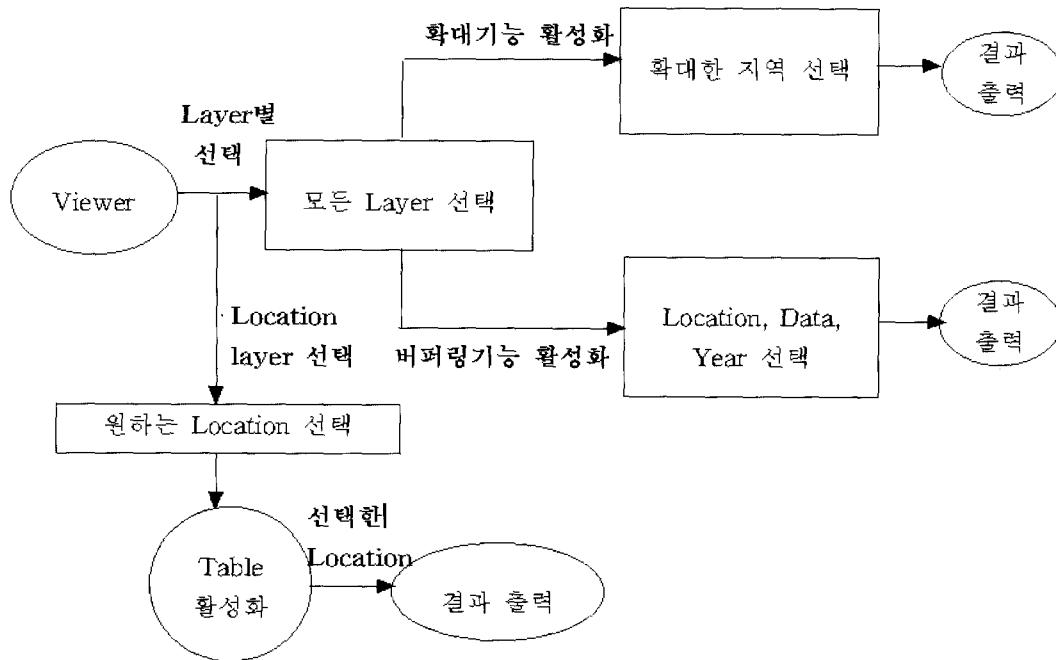 확대기능 활성화
확대한 지역 선택
결과
출력
Layer별
선택
Viewer
모든 Layer 선택
Location
layer 선택
버퍼링기능 활성화
Location, Data,
Year 선택
결과
출력
원하는 Location 선택
선택한
Location
Table
활성화
결과 출력